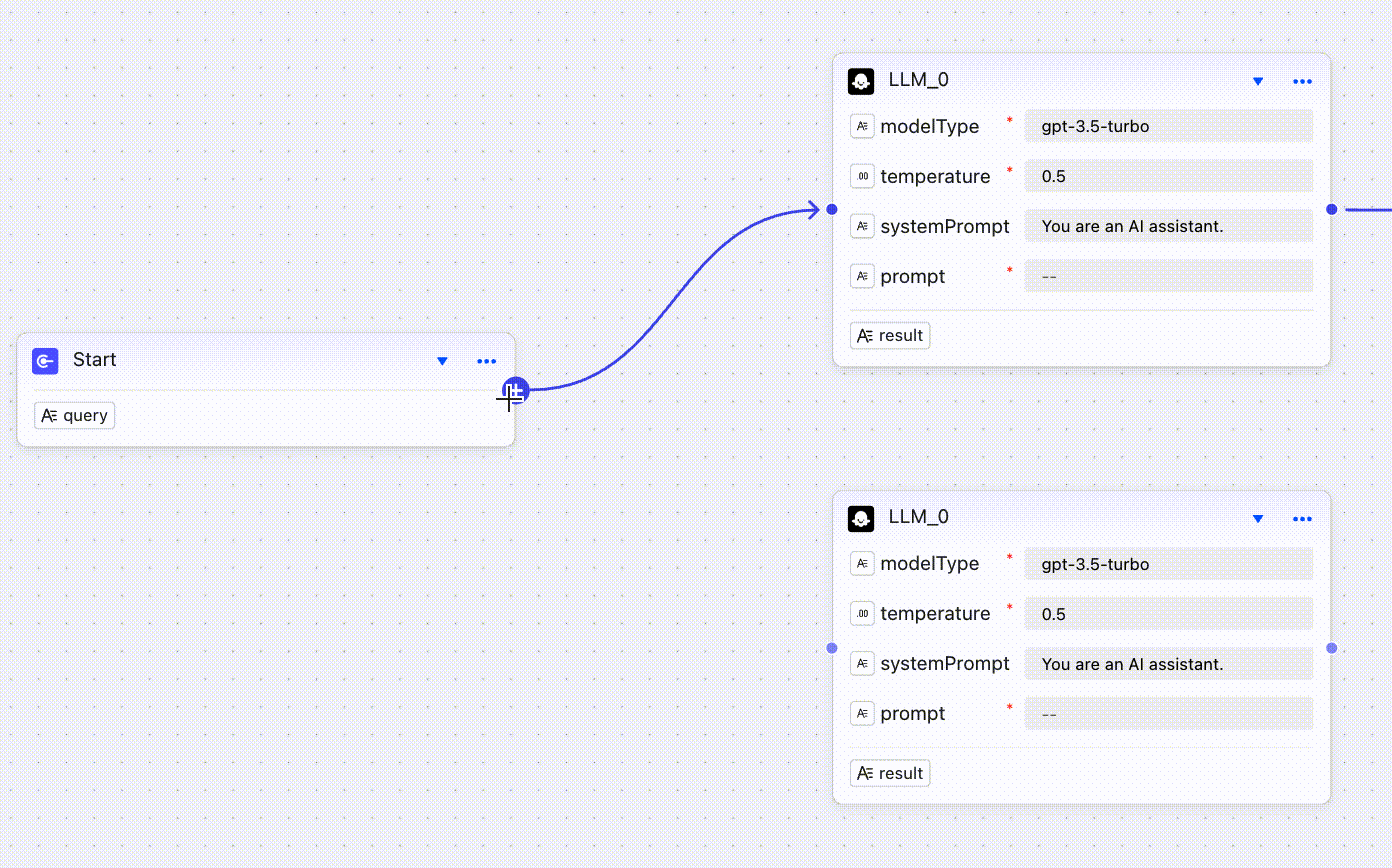 LLM_0
modelType * gpt-3.5-turbo
temperature * 0.5
systemPrompt You are an AI assistant.
prompt * --
result
Start
query
LLM_0
modelType * gpt-3.5-turbo
temperature * 0.5
systemPrompt You are an AI assistant.
prompt * --
result